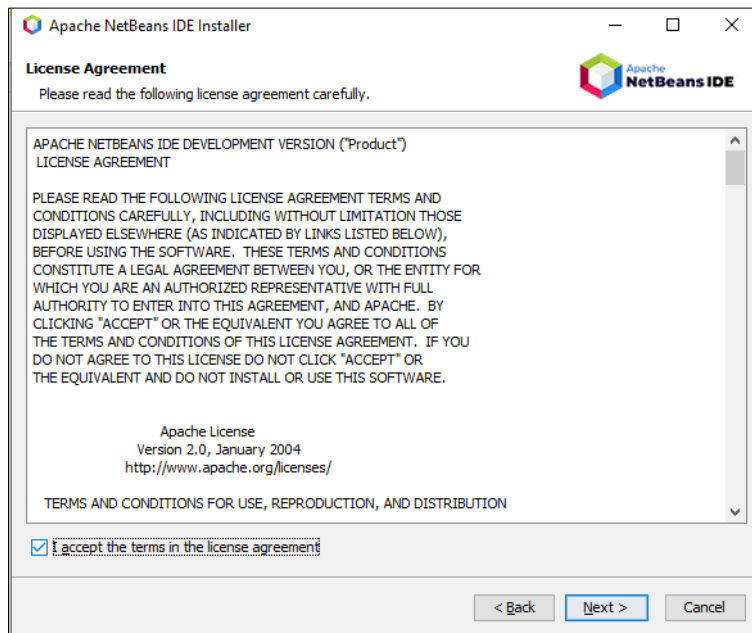 Apache NetBeans IDE Installer
License Agreement
Please read the following license agreement carefully.
Apache
NetBeans IDE
APACHE NETBEANS IDE DEVELOPMENT VERSION ("Product")
LICENSE AGREEMENT
PLEASE READ THE FOLLOWING LICENSE AGREEMENT TERMS AND
CONDITIONS CAREFULLY, INCLUDING WITHOUT LIMITATION THOSE
DISPLAYED ELSEWHERE (AS INDICATED BY LINKS LISTED BELOW),
BEFORE USING THE SOFTWARE.  THESE TERMS AND CONDITIONS
CONSTITUTE A LEGAL AGREEMENT BETWEEN YOU, OR THE ENTITY FOR
WHICH YOU ARE AN AUTHORIZED REPRESENTATIVE WITH FULL
AUTHORITY TO ENTER INTO THIS AGREEMENT, AND APACHE.  BY
CLICKING "ACCEPT" OR THE EQUIVALENT YOU AGREE TO ALL OF
THE TERMS AND CONDITIONS OF THIS LICENSE AGREEMENT.  IF YOU
DO NOT AGREE TO THIS LICENSE DO NOT CLICK "ACCEPT" OR
THE EQUIVALENT AND DO NOT INSTALL OR USE THIS SOFTWARE.
Apache License
Version 2.0, January 2004
http://www.apache.org/licenses/
TERMS AND CONDITIONS FOR USE, REPRODUCTION, AND DISTRIBUTION
I accept the terms in the license agreement
< Back
Next >
Cancel